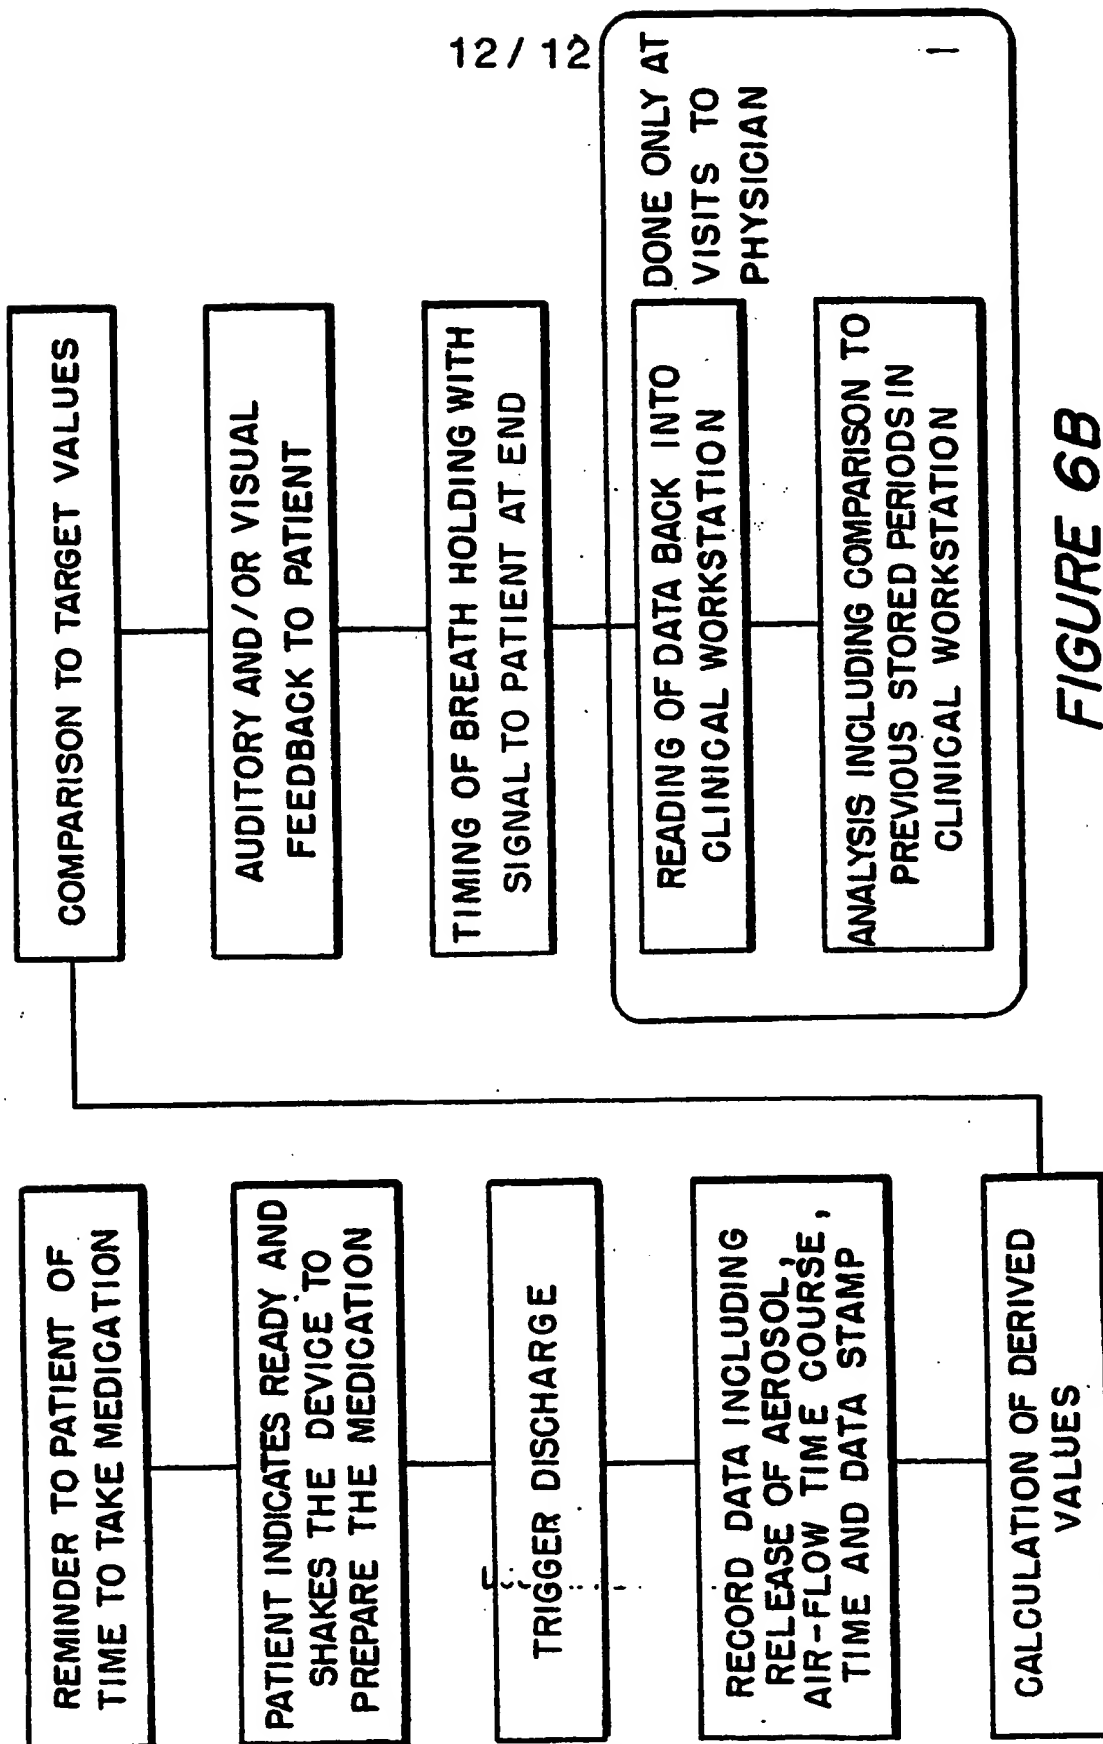 12 / 12
REMINDER TO PATIENT OF
TIME TO TAKE MEDICATION
PATIENT INDICATES READY AND
SHAKES THE DEVICE TO
PREPARE THE MEDICATION
TRIGGER DISCHARGE
RECORD DATA INCLUDING
RELEASE OF AEROSOL,
AIR-FLOW TIME COURSE,
TIME AND DATA STAMP
CALCULATION OF DERIVED
VALUES
COMPARISON TO TARGET VALUES
AUDITORY AND/OR VISUAL
FEEDBACK TO PATIENT
TIMING OF BREATH HOLDING WITH
SIGNAL TO PATIENT AT END
READING OF DATA BACK INTO
CLINICAL WORKSTATION
ANALYSIS INCLUDING COMPARISON TO
PREVIOUS STORED PERIODS IN
CLINICAL WORKSTATION
DONE ONLY AT
VISITS TO
PHYSICIAN
FIGURE 6B